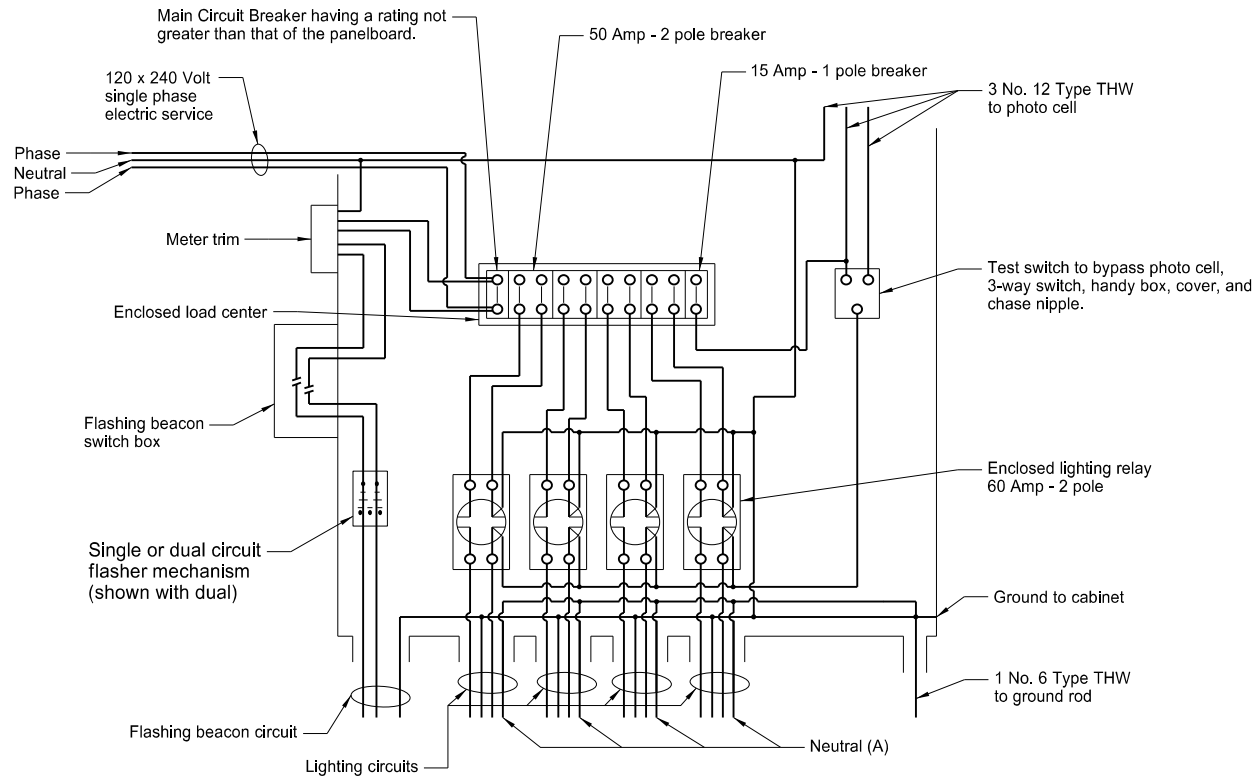 Main Circuit Breaker having a rating not
greater than that of the panelboard.
50 Amp - 2 pole breaker
15 Amp - 1 pole breaker
120 x 240 Volt
single phase
electric service
3 No. 12 Type THW
to photo cell
Phase
Neutral
Phase
Meter trim
Test switch to bypass photo cell,
3-way switch, handy box, cover, and
chase nipple.
Enclosed load center
Flashing beacon
switch box
Enclosed lighting relay
60 Amp - 2 pole
Single or dual circuit
flasher mechanism
(shown with dual)
Ground to cabinet
1 No. 6 Type THW
to ground rod
Flashing beacon circuit
Neutral (A)
Lighting circuits